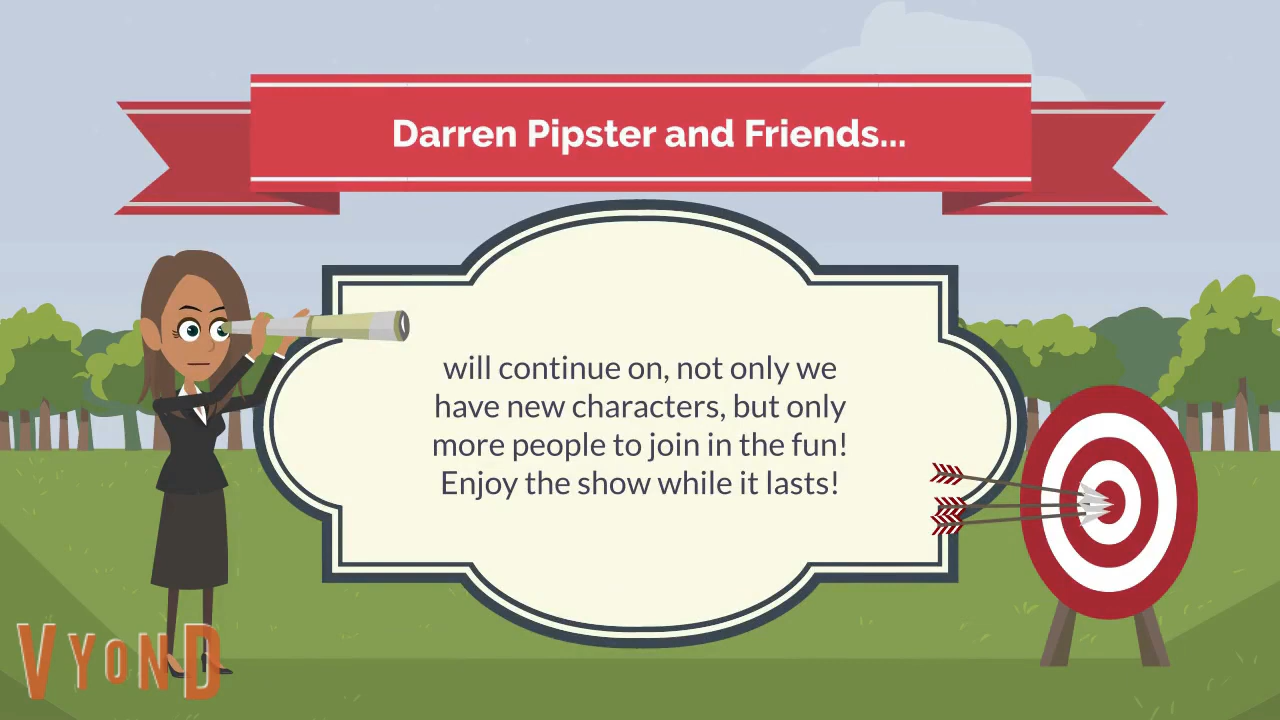 Darren Pipster and Friends...
will continue on, not only we
have new characters, but only
more people to join in the fun!
Enjoy the show while it lasts!
VYOND